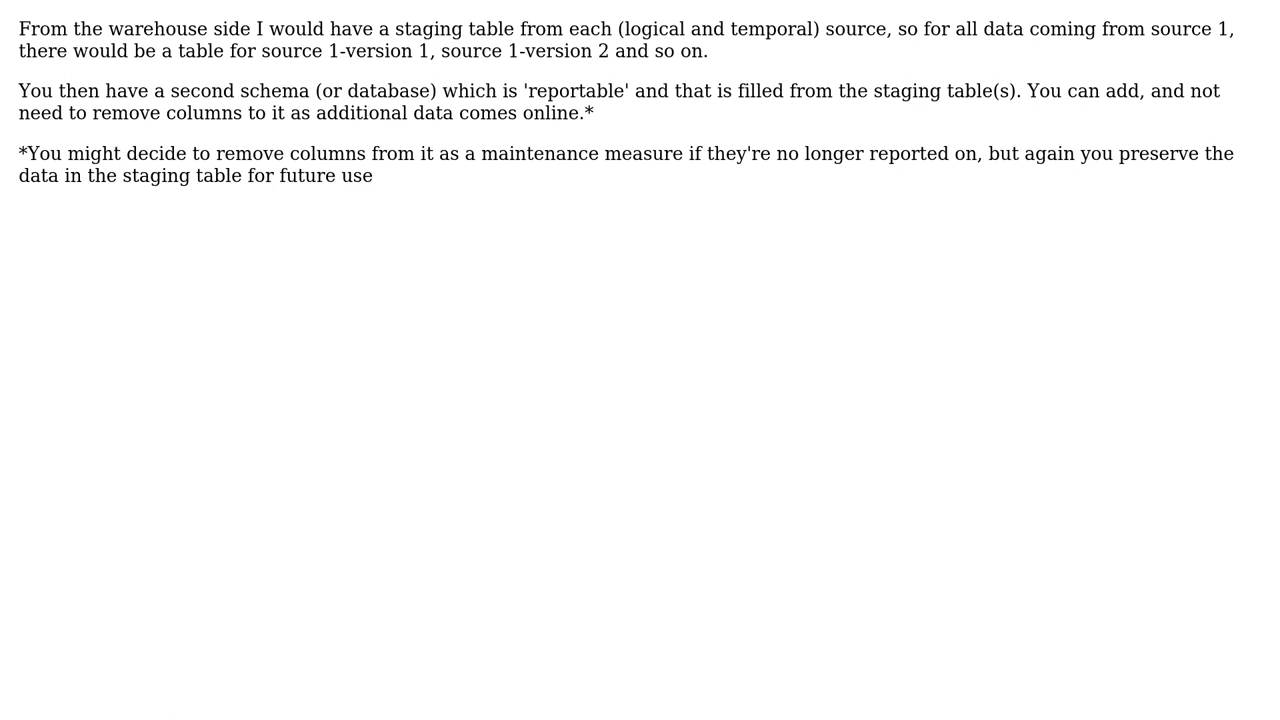 From the warehouse side I would have a staging table from each (logical and temporal) source, so for all data coming from source 1,
there would be a table for source 1-version 1, source 1-version 2 and so on.
You then have a second schema (or database) which is 'reportable' and that is filled from the staging table(s). You can add, and not
need to remove columns to it as additional data comes online.*
*You might decide to remove columns from it as a maintenance measure if they're no longer reported on, but again you preserve the
data in the staging table for future use